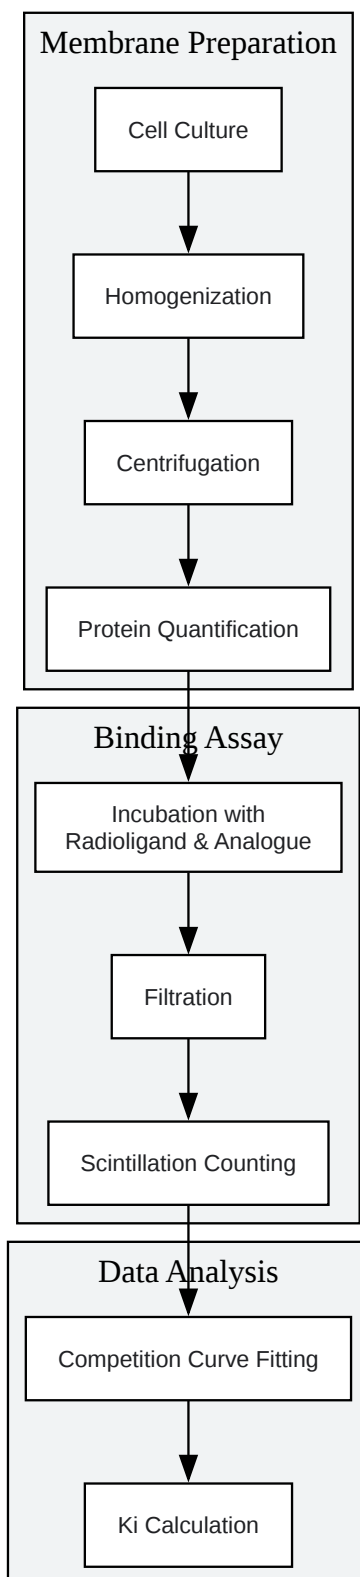 Membrane Preparation
Cell Culture
Homogenization
Centrifugation
Protein Quantification
Binding Assay
Incubation with
Radioligand & Analogue
Filtration
Scintillation Counting
Data Analysis
Competition Curve Fitting
Ki Calculation